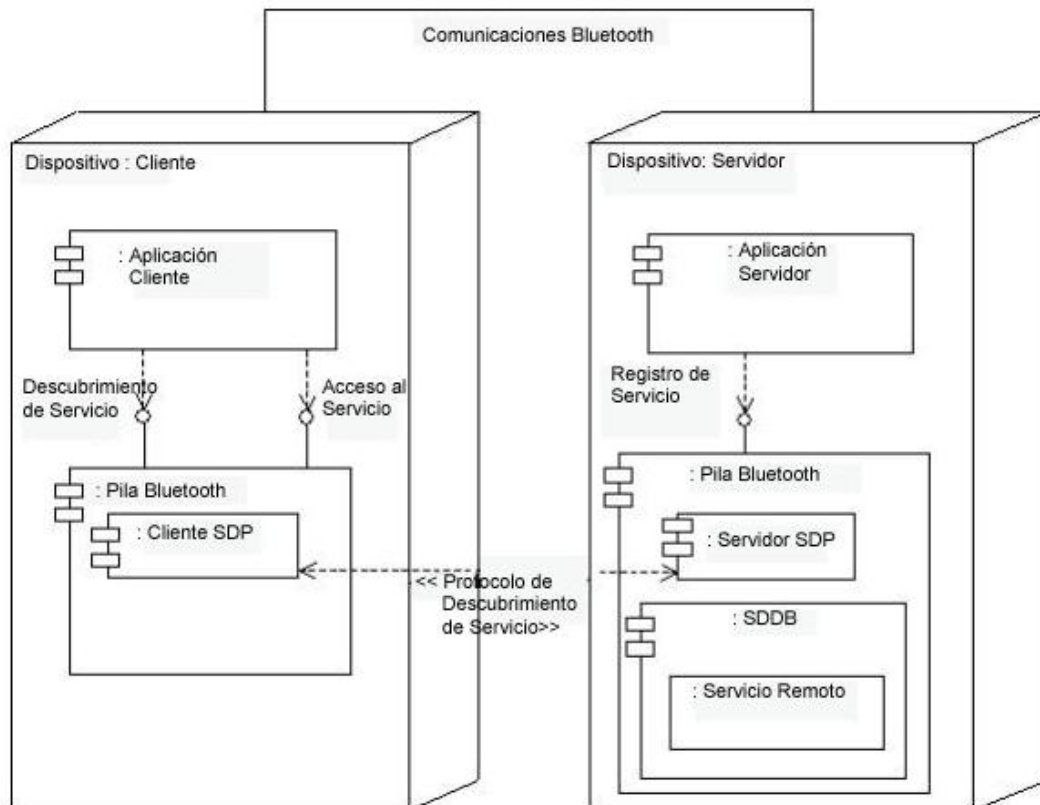 Comunicaciones Bluetooth
Dispositivo : Cliente
: Aplicación
Cliente
Descubrimiento
de Servicio
Acceso al
Servicio
: Pila Bluetooth
: Cliente SDP
<< Protocolo de
Descubrimiento
de Servicio>>
Dispositivo: Servidor
: Aplicación
Servidor
Registro de
Servicio
: Pila Bluetooth
: Servidor SDP
: SDDB
: Servicio Remoto